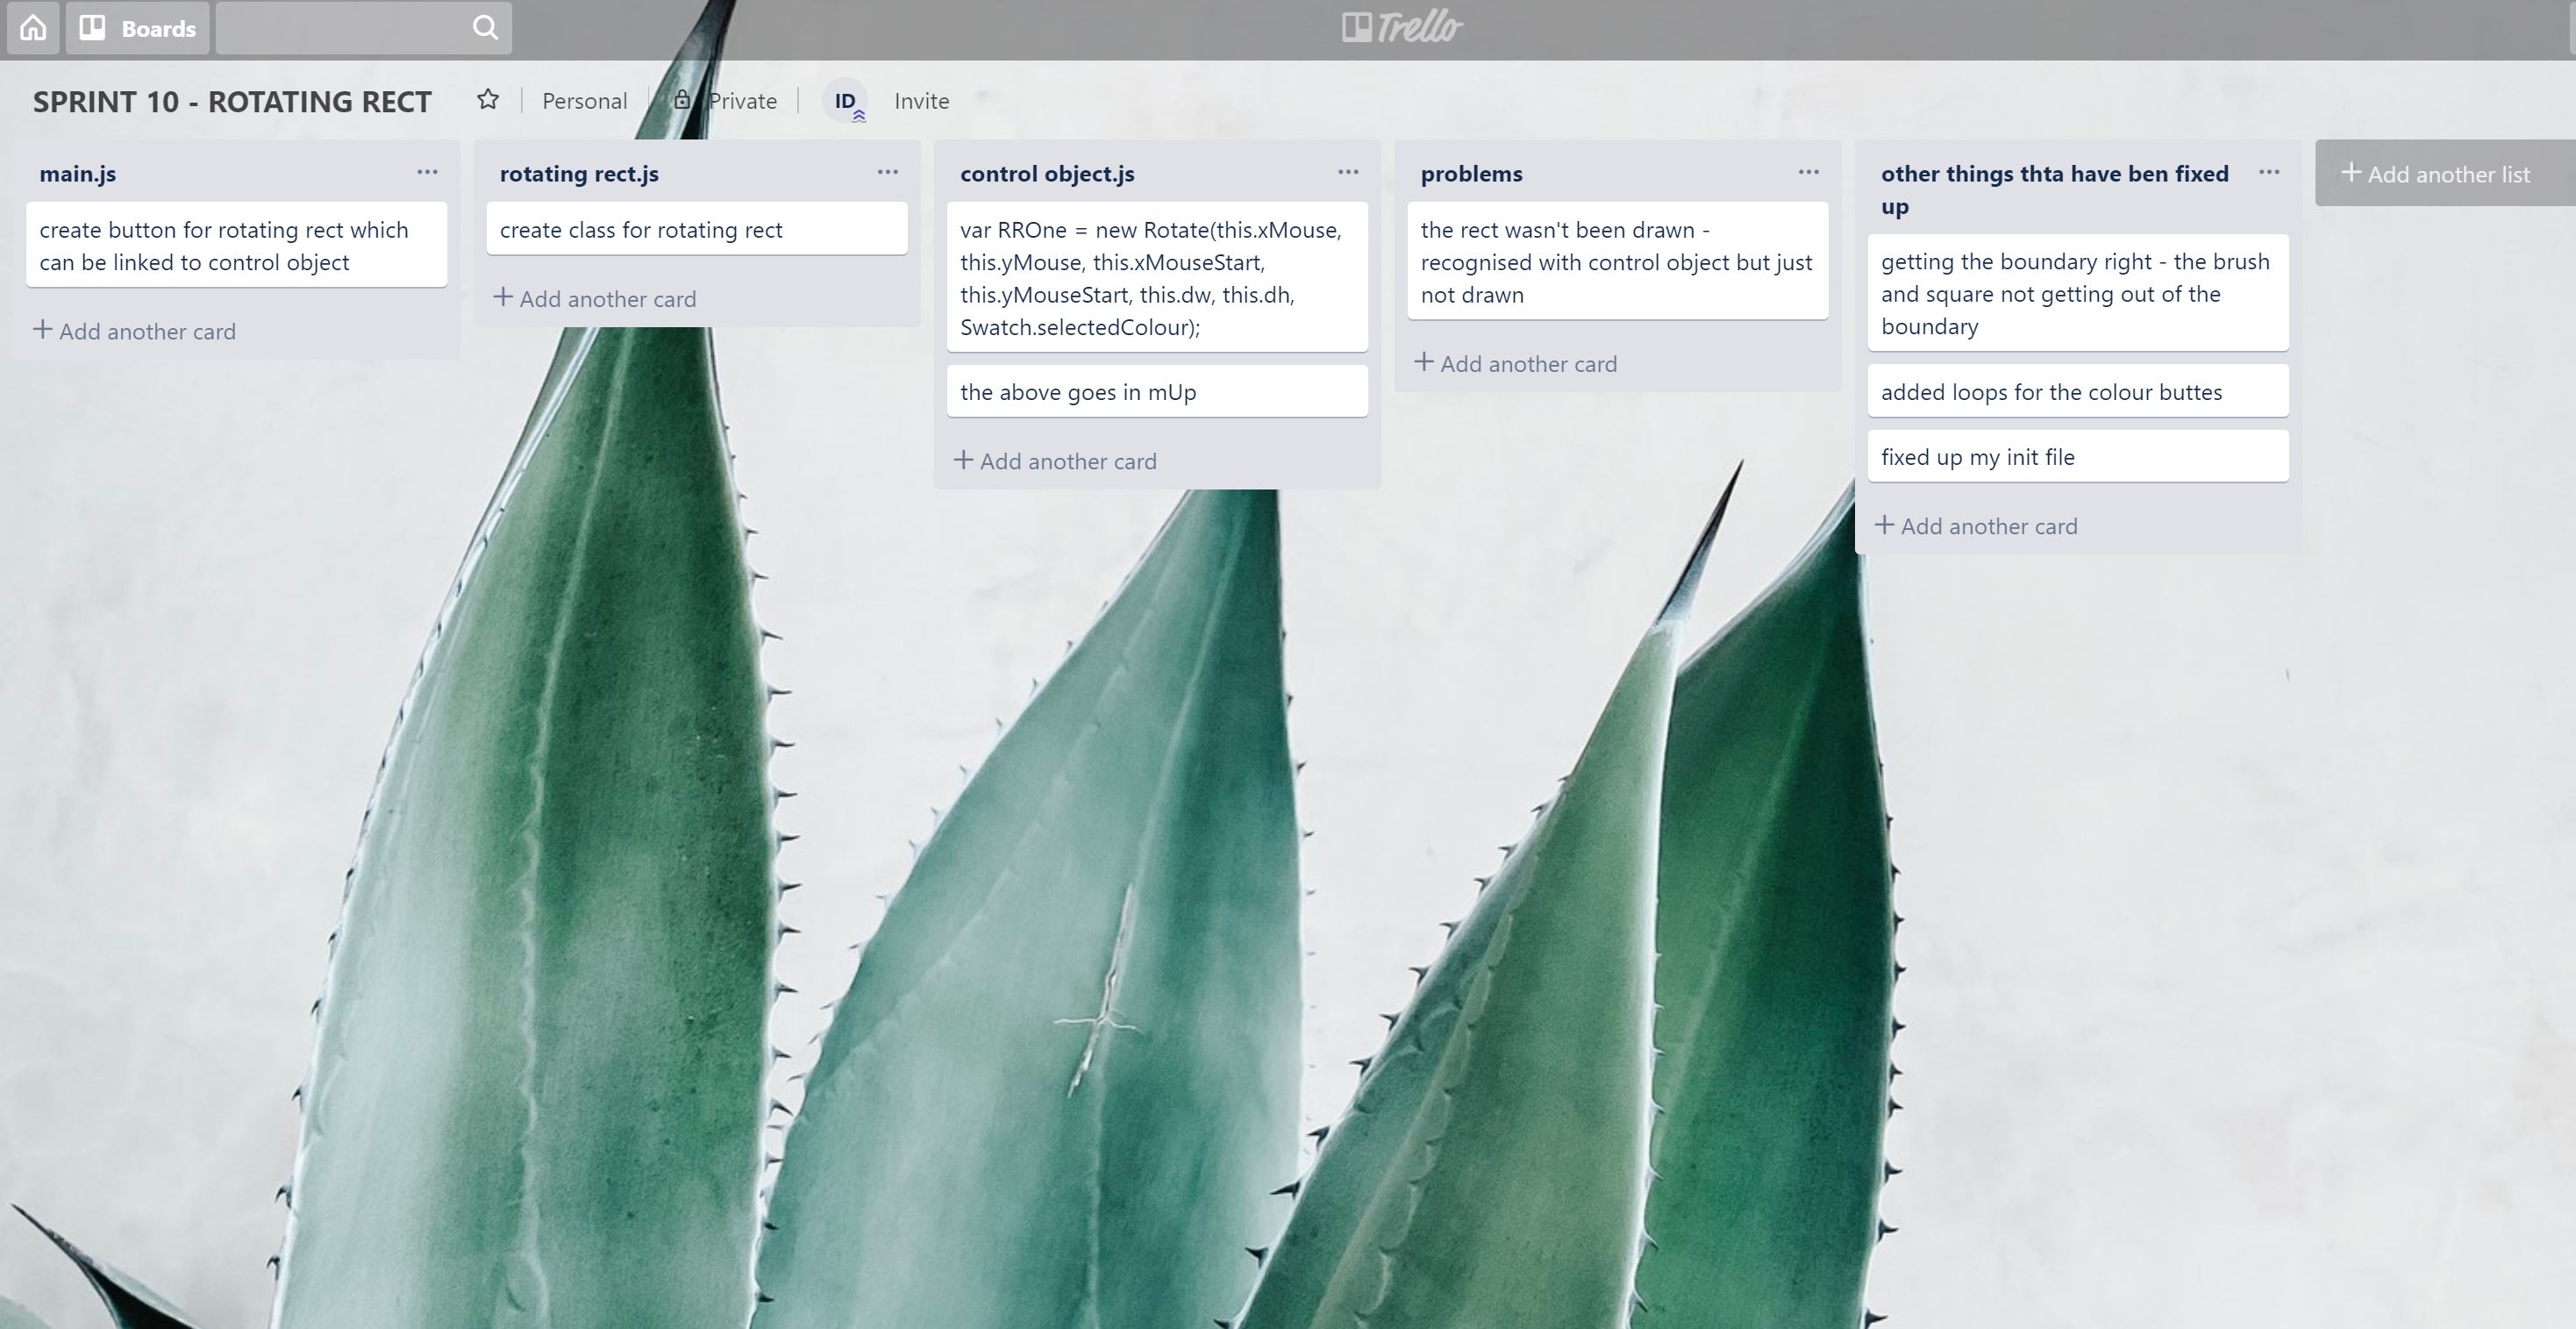 Boards
Trello
SPRINT 10 - ROTATING RECT
Personal
Private
ID
Invite
main.js
create button for rotating rect which
can be linked to control object
Add another card
rotating rect.js
create class for rotating rect
Add another card
control object.js
var RROne = new Rotate(this.xMouse,
this.yMouse, this.xMouseStart,
this.yMouseStart, this.dw, this.dh,
Swatch.selectedColour);
the above goes in mUp
Add another card
problems
the rect wasn't been drawn -
recognised with control object but just
not drawn
Add another card
other things thta have ben fixed
up
getting the boundary right - the brush
and square not getting out of the
boundary
added loops for the colour buttes
fixed up my init file
Add another card
Add another list